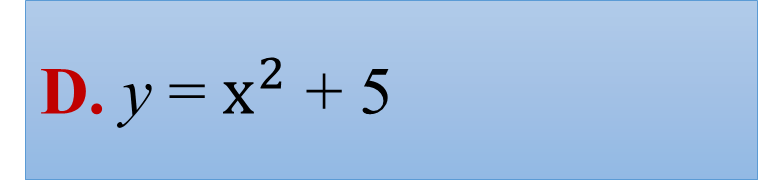 D. y = x² + 5